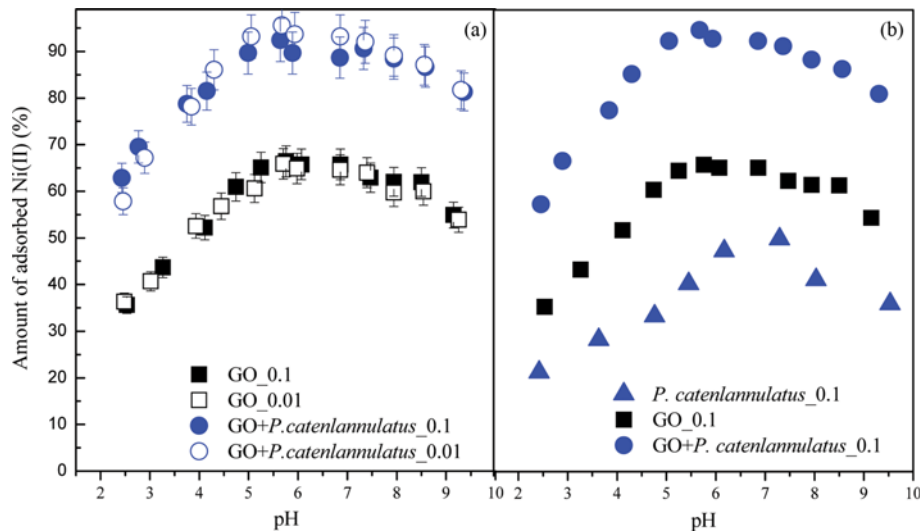 Amount of adsorbed Ni(II) (%)
90
80
70
60
50
40
30
20
10
0
(a)
GO_0.1
GO_0.01
GO+P.catenlannulatus_0.1
GO+P.catenlannulatus_0.01
2 3 4 5 6 7 8 9 10
pH
(b)
P. catenlannulatus_0.1
GO_0.1
GO+P. catenlannulatus_0.1
2 3 4 5 6 7 8 9 10
pH